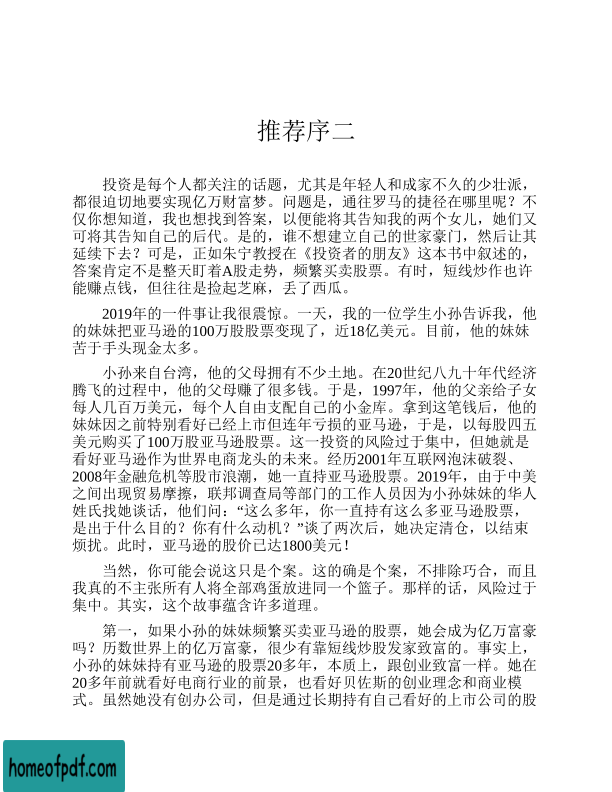 推荐序二
投资是每个人都关注的话题，尤其是年轻人和成家不久的少壮派，
都很迫切地要实现亿万财富梦。问题是，通往罗马的捷径在哪里呢？不
仅你想知道，我也想找到答案，以便能将其告知我的两个女儿，她们又
可将其告知自己的后代。是的，谁不想建立自己的世家豪门，然后让其
延续下去？可是，正如朱宁教授在《投资者的朋友》这本书中叙述的，
答案肯定不是整天盯着A股走势，频繁买卖股票。有时，短线炒作也许
能赚点钱，但往往是捡起芝麻，丢了西瓜。
2019年的一件事让我很震惊。一天，我的一位学生小孙告诉我，他
的妹妹把亚马逊的100万股股票变现了，近18亿美元。目前，他的妹妹
苦于手头现金太多。
小孙来自台湾，他的父母拥有不少土地。在20世纪八九十年代经济
腾飞的过程中，他的父母赚了很多钱。于是，1997年，他的父亲给子女
每人几百万美元，每个人自由支配自己的小金库。拿到这笔钱后，他的
妹妹因之前特别看好已经上市但连年亏损的亚马逊，于是，以每股四五
美元购买了100万股亚马逊股票。这一投资的风险过于集中，但她就是
看好亚马逊作为世界电商龙头的未来。经历2001年互联网泡沫破裂、
2008年金融危机等股市浪潮，她一直持亚马逊股票。2019年，由于中美
之间出现贸易摩擦，联邦调查局等部门的工作人员因为小孙妹妹的华人
姓氏找她谈话，他们问：“这么多年，你一直持有这么多亚马逊股票，
是出于什么目的？你有什么动机？”谈了两次后，她决定清仓，以结束
烦扰。此时，亚马逊的股价已达1800美元！
当然，你可能会说这只是个案。这的确是个案，不排除巧合，而且
我真的不主张所有人将全部鸡蛋放进同一个篮子。那样的话，风险过于
集中。其实，这个故事蕴含许多道理。
第一，如果小孙的妹妹频繁买卖亚马逊的股票，她会成为亿万富豪
吗？历数世界上的亿万富豪，很少有靠短线炒股发家致富的。事实上，
小孙的妹妹持有亚马逊的股票20多年，本质上，跟创业致富一样。她在
20多年前就看好电商行业的前景，也看好贝佐斯的创业理念和商业模
式。虽然她没有创办公司，但是通过长期持有自己看好的上市公司的股
homeofpdf.com